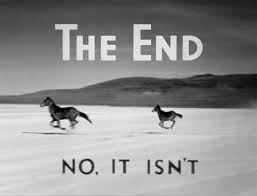 THE END
NO, IT ISN'T